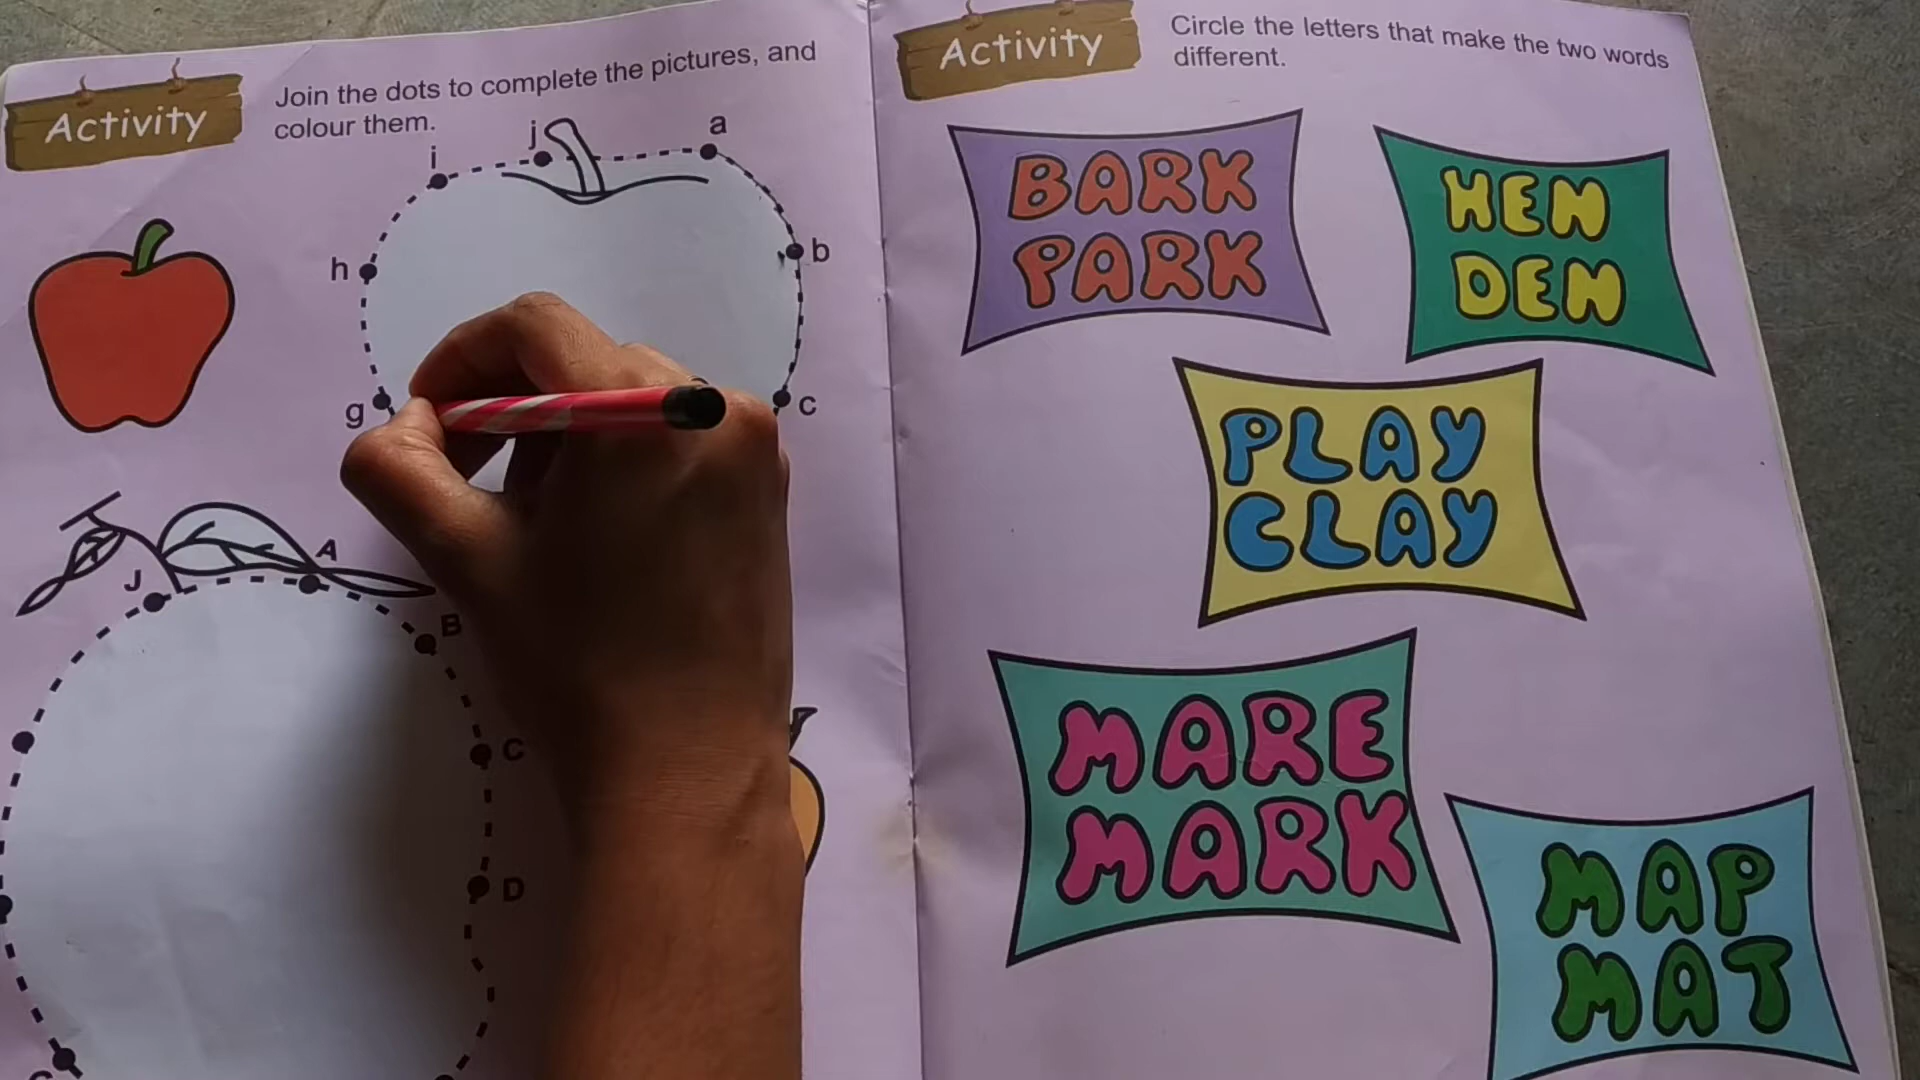 Activity
Join the dots to complete the pictures, and
colour them.
j
a
i
h
b
g
c
A
J
B
C
D
Activity
Circle the letters that make the two words
different.
BARK
PARK
HEN
DEN
PLAY
CLAY
MARE
MARK
MAP
MAT